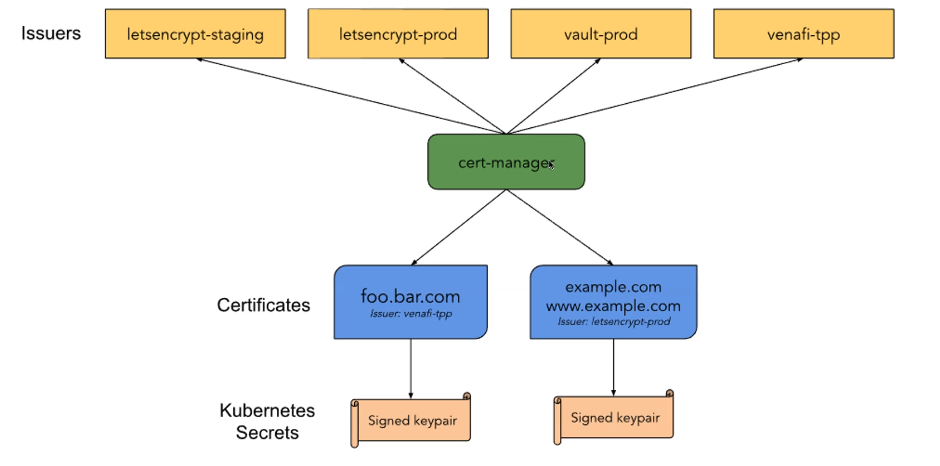 Issuers
letsencrypt-staging
letsencrypt-prod
vault-prod
venafi-tpp
cert-manager
Certificates
foo.bar.com
Issuer: venafi-tpp
example.com
www.example.com
Issuer: letsencrypt-prod
Kubernetes
Secrets
Signed keypair
Signed keypair